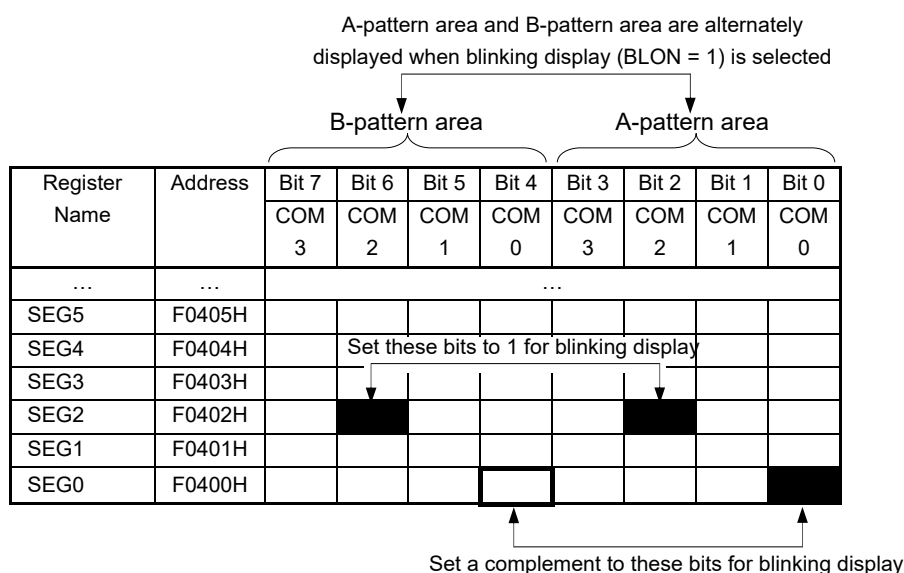 A-pattern area and B-pattern area are alternately
displayed when blinking display (BLON = 1) is selected
B-pattern area A-pattern area
Register Address Bit 7 Bit 6 Bit 5 Bit 4 Bit 3 Bit 2 Bit 1 Bit 0
Name COM COM COM COM COM COM COM COM
3 2 1 0 3 2 1 0
… … …
SEG5 F0405H
SEG4 F0404H Set these bits to 1 for blinking display
SEG3 F0403H
SEG2 F0402H
SEG1 F0401H
SEG0 F0400H
Set a complement to these bits for blinking display